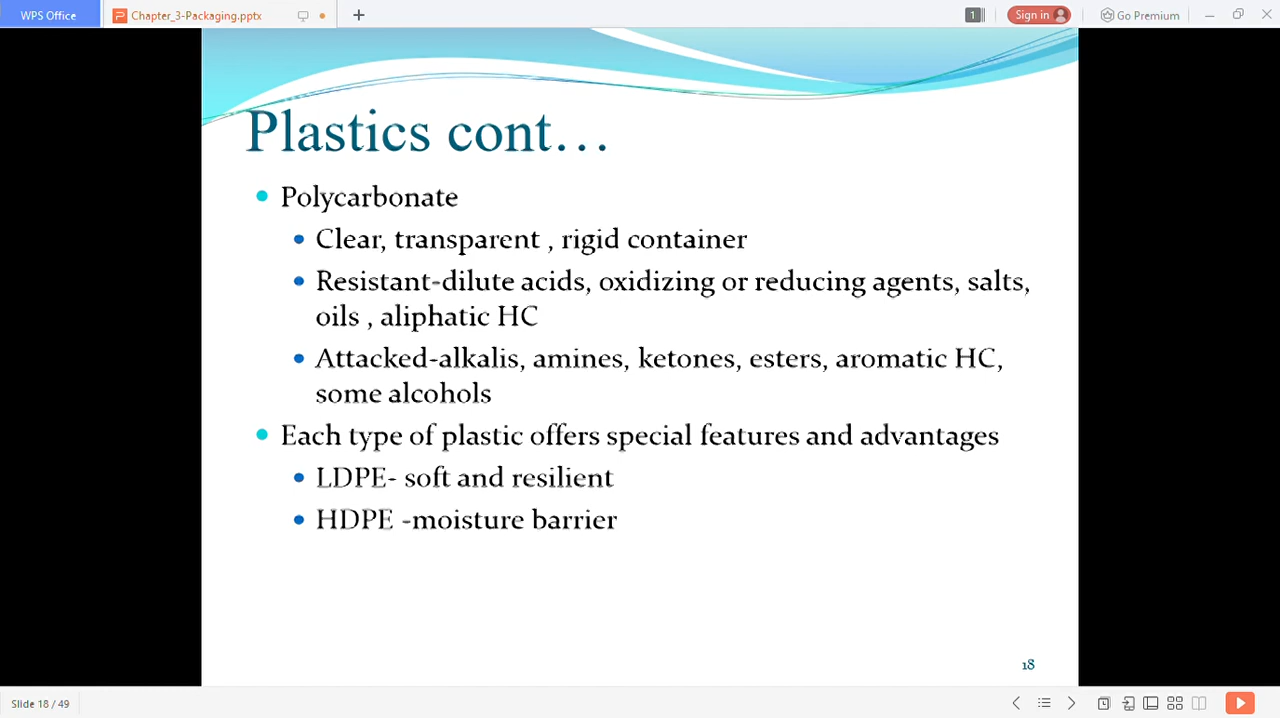 WPS Office
Chapter_3-Packaging.pptx
1
Sign in
Go Premium
Plastics cont…
Polycarbonate
Clear, transparent , rigid container
Resistant-dilute acids, oxidizing or reducing agents, salts,
oils , aliphatic HC
Attacked-alkalis, amines, ketones, esters, aromatic HC,
some alcohols
Each type of plastic offers special features and advantages
LDPE- soft and resilient
HDPE -moisture barrier
18
Slide 18 / 49